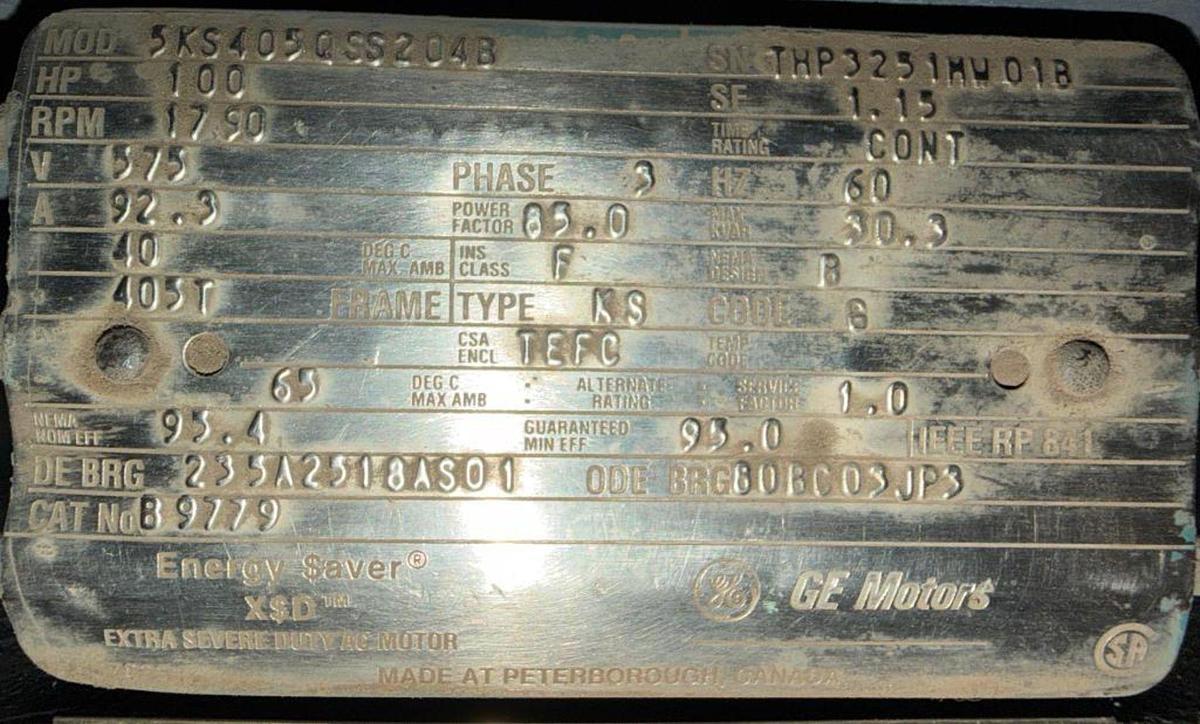 MOD 5KS405QSS204B SN THP3251MW01B
HP 100 SF 1.15
RPM 1790 TIME RATING CONT
V 575 PHASE 3 HZ 60
A 92.3 POWER FACTOR 85.0 MAX KVAR 30.3
40 DEG C MAX. AMB INS CLASS F NEMA DESIGN B
405T FRAME TYPE KS CODE G
CSA ENCL TEFC TEMP CODE
65 DEG C MAX AMB ALTERNATE RATING SERVICE FACTOR 1.0
NEMA NOM EFF 95.4 GUARANTEED MIN EFF 95.0 IEEE RP 841
DE BRG 235A2518AS01 ODE BRG 80BC03JP3
CAT No B9779
Energy $aver®
X$D™
EXTRA SEVERE DUTY AC MOTOR
GE GE Motors
SA
MADE AT PETERBOROUGH, CANADA